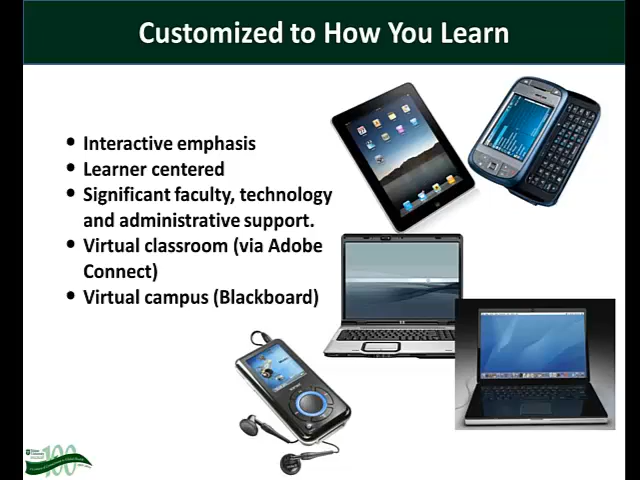 Customized to How You Learn
Interactive emphasis
Learner centered
Significant faculty, technology
and administrative support.
Virtual classroom (via Adobe
Connect)
Virtual campus (Blackboard)
100